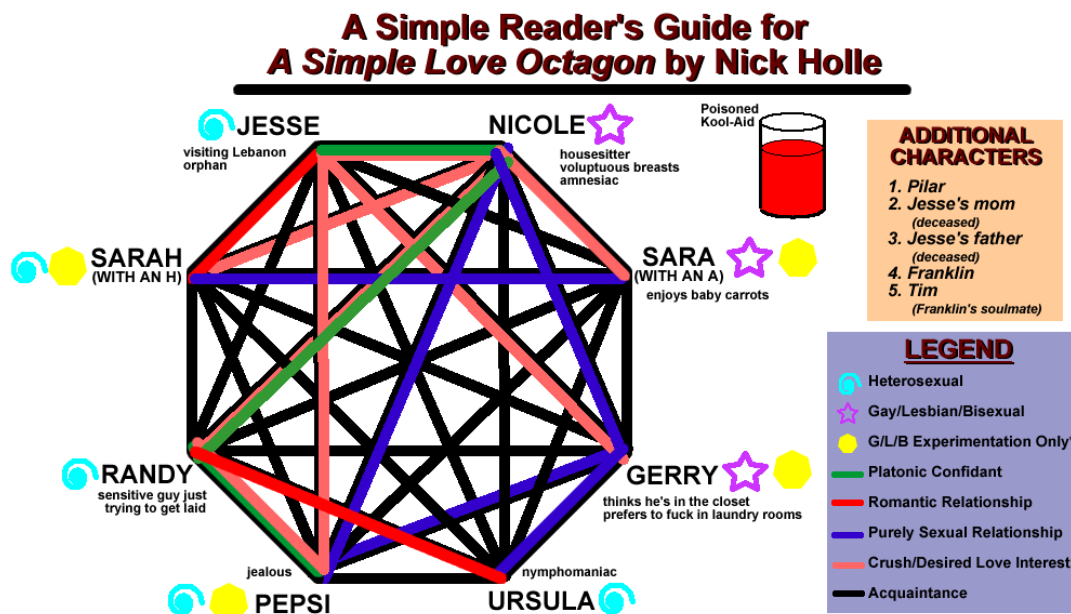 A Simple Reader's Guide for
A Simple Love Octagon by Nick Holle
JESSE
visiting Lebanon
orphan
NICOLE
housesitter
voluptuous breasts
amnesiac
Poisoned
Kool-Aid
SARAH
(WITH AN H)
SARA
(WITH AN A)
enjoys baby carrots
RANDY
sensitive guy just
trying to get laid
GERRY
thinks he's in the closet
prefers to fuck in laundry rooms
jealous
PEPSI
nymphomaniac
URSULA
ADDITIONAL
CHARACTERS
1. Pilar
2. Jesse's mom
(deceased)
3. Jesse's father
(deceased)
4. Franklin
5. Tim
(Franklin's soulmate)
LEGEND
Heterosexual
Gay/Lesbian/Bisexual
G/L/B Experimentation Only?
Platonic Confidant
Romantic Relationship
Purely Sexual Relationship
Crush/Desired Love Interest
Acquaintance